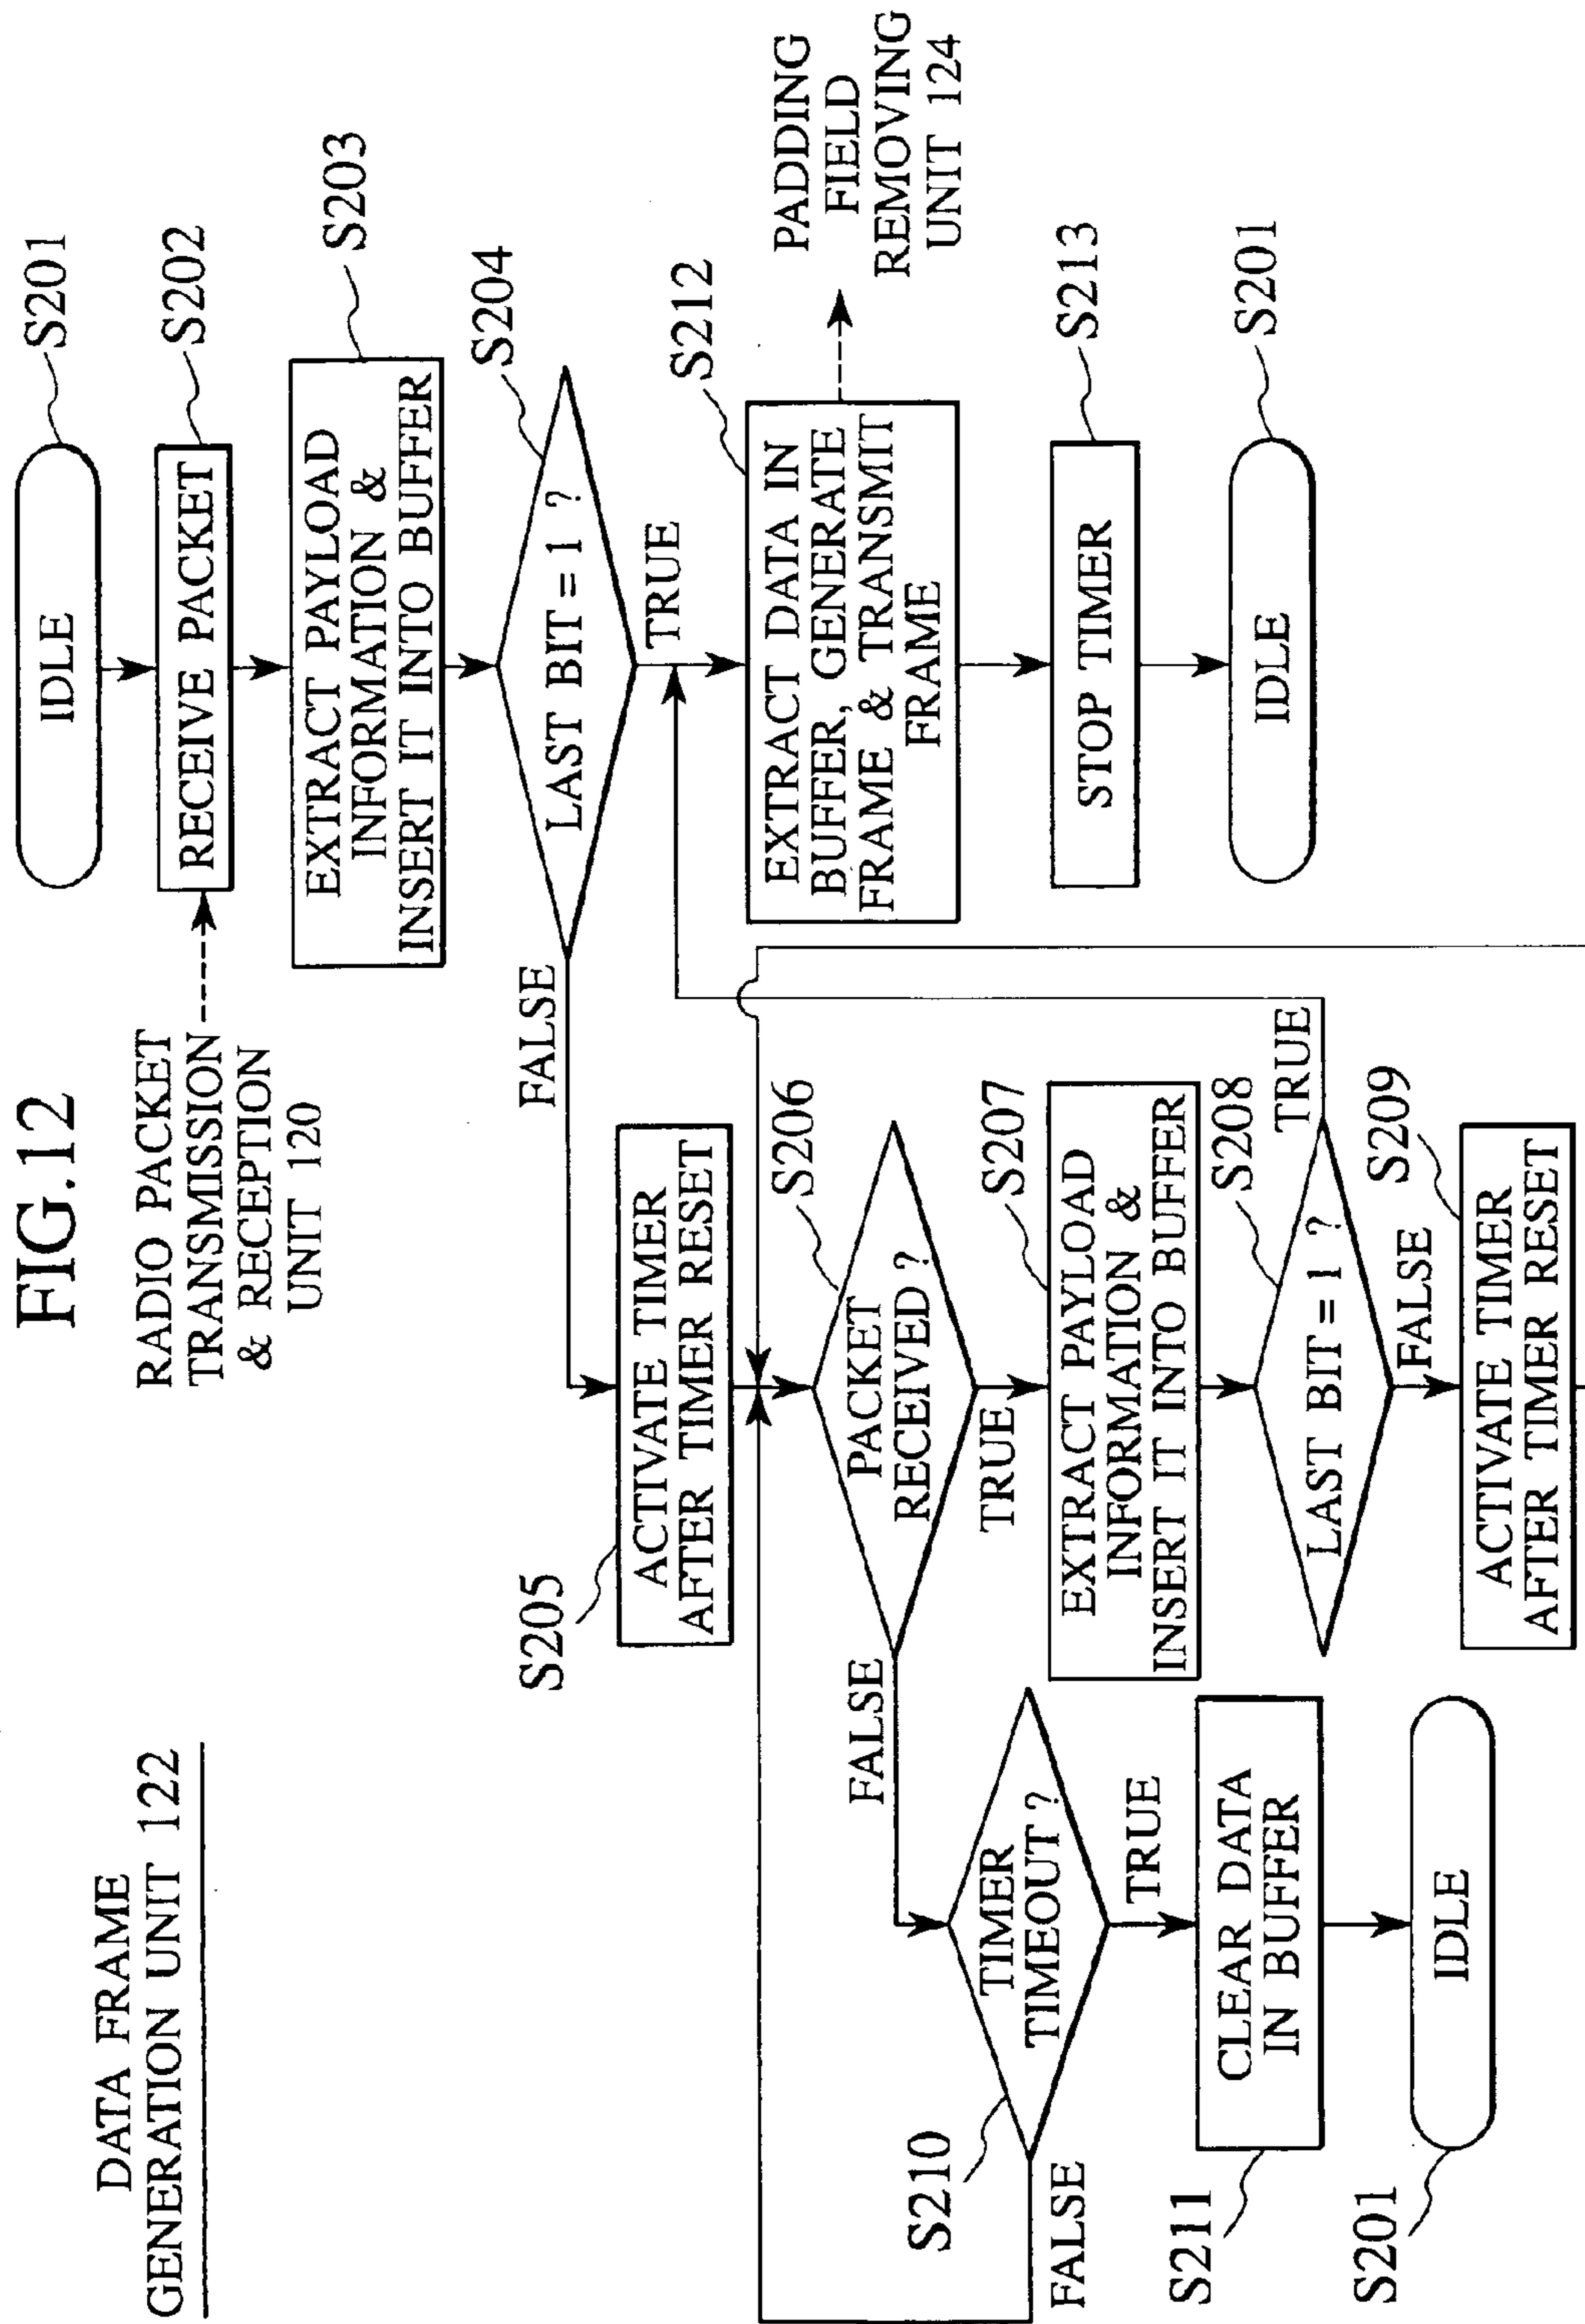 FIG.12
DATA FRAME
GENERATION UNIT 122
RADIO PACKET
TRANSMISSION
& RECEPTION
UNIT 120
IDLE
S201
RECEIVE PACKET
S202
EXTRACT PAYLOAD
INFORMATION &
INSERT IT INTO BUFFER
S203
LAST BIT = 1 ?
S204
FALSE
TRUE
S205
ACTIVATE TIMER
AFTER TIMER RESET
PACKET
RECEIVED ?
S206
FALSE
TRUE
EXTRACT PAYLOAD
INFORMATION &
INSERT IT INTO BUFFER
S207
LAST BIT = 1 ?
S208
TRUE
FALSE
ACTIVATE TIMER
AFTER TIMER RESET
S209
S210
TIMER
TIMEOUT ?
FALSE
TRUE
S211
CLEAR DATA
IN BUFFER
S201
IDLE
EXTRACT DATA IN
BUFFER, GENERATE
FRAME & TRANSMIT
FRAME
S212
PADDING
FIELD
REMOVING
UNIT 124
STOP TIMER
S213
IDLE
S201